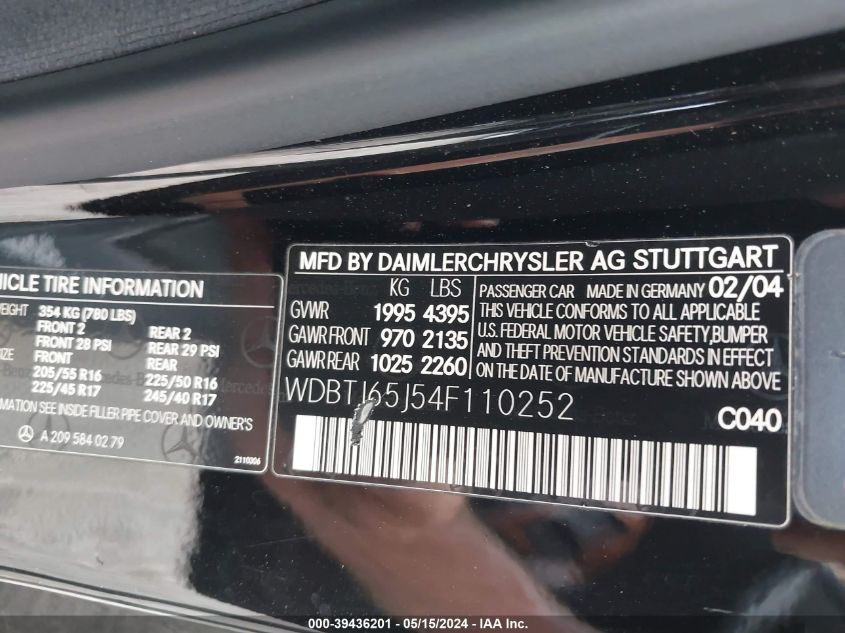 HICLE TIRE INFORMATION
WEIGHT 354 KG (780 LBS)
FRONT 2 REAR 2
FRONT 28 PSI REAR 29 PSI
SIZE FRONT REAR
205/55 R16 225/50 R16
225/45 R17 245/40 R17
MATION SEE INSIDE FILLER PIPE COVER AND OWNER'S
A 209 584 02 79
2110306
MFD BY DAIMLERCHRYSLER AG STUTTGART
KG LBS
GVWR 1995 4395
GAWR FRONT 970 2135
GAWR REAR 1025 2260
PASSENGER CAR MADE IN GERMANY 02/04
THIS VEHICLE CONFORMS TO ALL APPLICABLE
U.S. FEDERAL MOTOR VEHICLE SAFETY,BUMPER
AND THEFT PREVENTION STANDARDS IN EFFECT
ON THE DATE OF MANUFACTURE SHOWN ABOVE
WDBTJ65J54F110252
C040
000-39436201 - 05/15/2024 - IAA Inc.